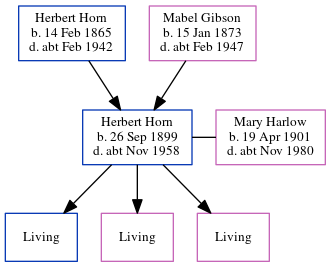 Herbert Horn
b. 14 Feb 1865
d. abt Feb 1942
Mabel Gibson
b. 15 Jan 1873
d. abt Feb 1947
Herbert Horn
b. 26 Sep 1899
d. abt Nov 1958
Mary Harlow
b. 19 Apr 1901
d. abt Nov 1980
Living
Living
Living